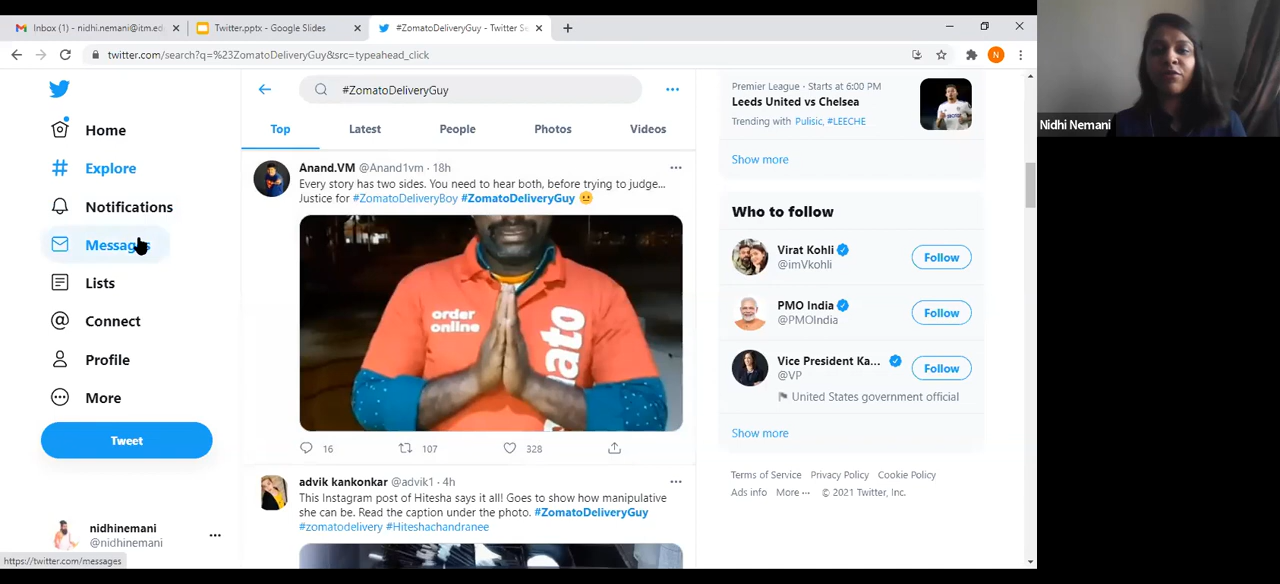 Inbox (1) - nidhi.nemani@itm.ed
Twitter.pptx - Google Slides
#ZomatoDeliveryGuy - Twitter Se
twitter.com/search?q=%23ZomatoDeliveryGuy&src=typeahead_click
N
Home
Explore
Notifications
Messages
Lists
Connect
Profile
More
Tweet
nidhinemani
@nidhinemani
https://twitter.com/messages
#ZomatoDeliveryGuy
Top
Latest
People
Photos
Videos
Anand.VM @Anand1vm · 18h
Every story has two sides. You need to hear both, before trying to judge...
Justice for #ZomatoDeliveryBoy #ZomatoDeliveryGuy 😐
order
online
mato
16
107
328
advik kankonkar @advik1 · 4h
This Instagram post of Hitesha says it all! Goes to show how manipulative
she can be. Read the caption under the photo. #ZomatoDeliveryGuy
#zomatodelivery #Hiteshachandranee
Premier League · Starts at 6:00 PM
Leeds United vs Chelsea
Trending with Pulisic, #LEECHE
Show more
Who to follow
Virat Kohli
@imVkohli
Follow
PMO India
@PMOIndia
Follow
Vice President Ka...
@VP
Follow
United States government official
Show more
Terms of Service Privacy Policy Cookie Policy
Ads info More ··· © 2021 Twitter, Inc.
Nidhi Nemani